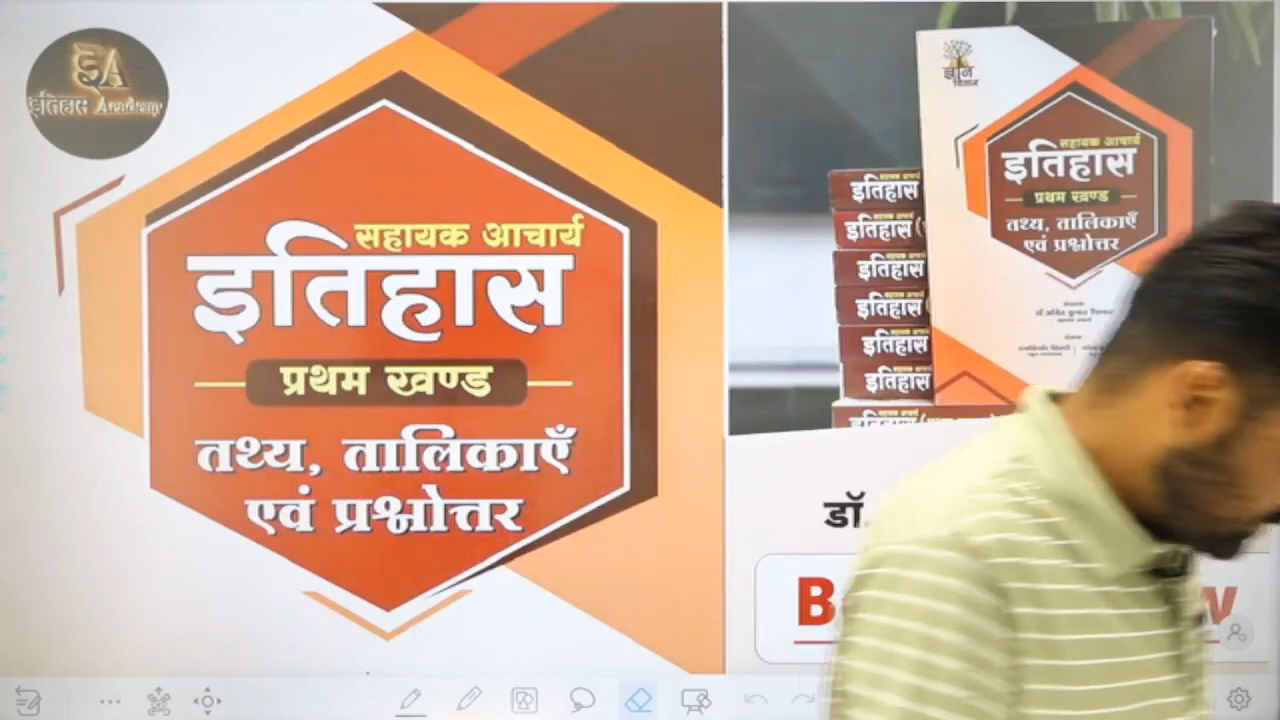 इA
इतिहास Academy
सहायक आचार्य
इतिहास
प्रथम खण्ड
तथ्य, तालिकाएँ
एवं प्रश्नोत्तर
ज्ञान
वितान
सहायक आचार्य
इतिहास
प्रथम खण्ड
तथ्य, तालिकाएँ
एवं प्रश्नोत्तर
इतिहास
इतिहास
इतिहास
इतिहास
इतिहास
इतिहास
डॉ.
B
w